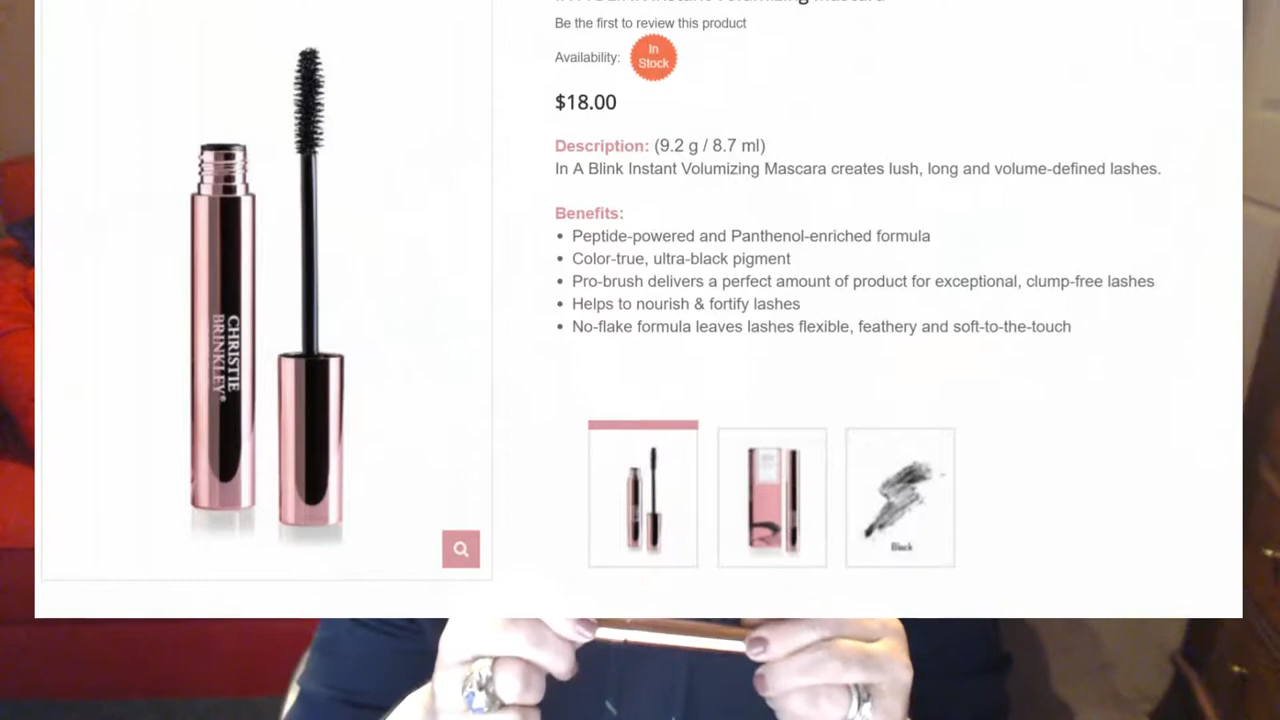 Be the first to review this product
Availability:
In
Stock
$18.00
Description: (9.2 g / 8.7 ml)
In A Blink Instant Volumizing Mascara creates lush, long and volume-defined lashes.
Benefits:
• Peptide-powered and Panthenol-enriched formula
• Color-true, ultra-black pigment
• Pro-brush delivers a perfect amount of product for exceptional, clump-free lashes
• Helps to nourish & fortify lashes
• No-flake formula leaves lashes flexible, feathery and soft-to-the-touch
CHRISTIE
BRINKLEY®
Black